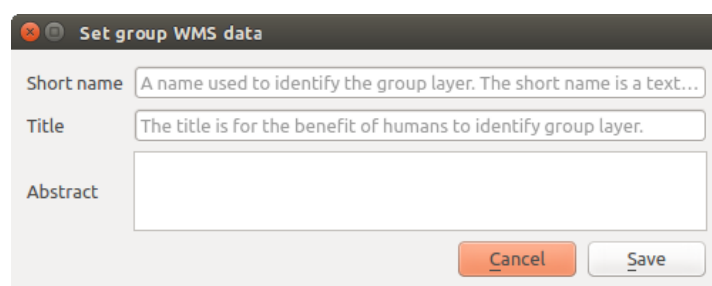 Set group WMS data
Short name A name used to identify the group layer. The short name is a text...
Title The title is for the benefit of humans to identify group layer.
Abstract
Cancel Save